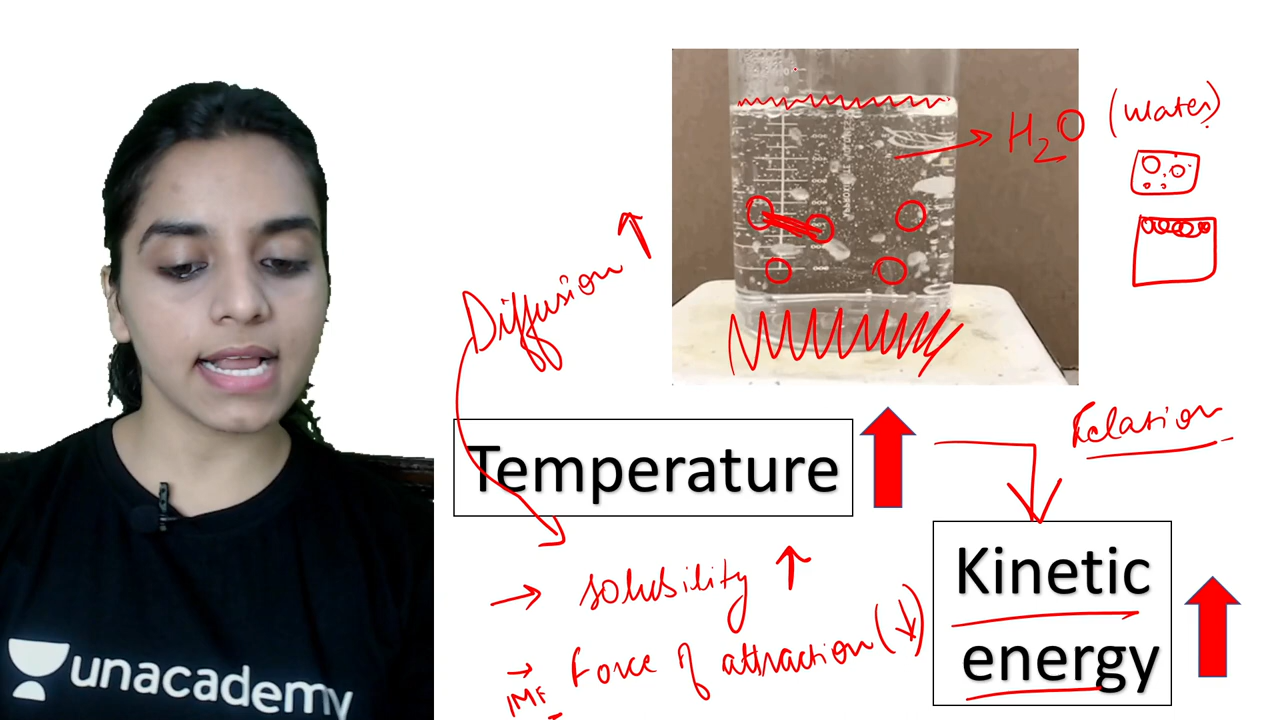 H2O (water)
Diffusion ↑
Relation
Temperature
Kinetic
energy
→ solubility ↑
→ Force of attraction (↓)
IMF
unacademy